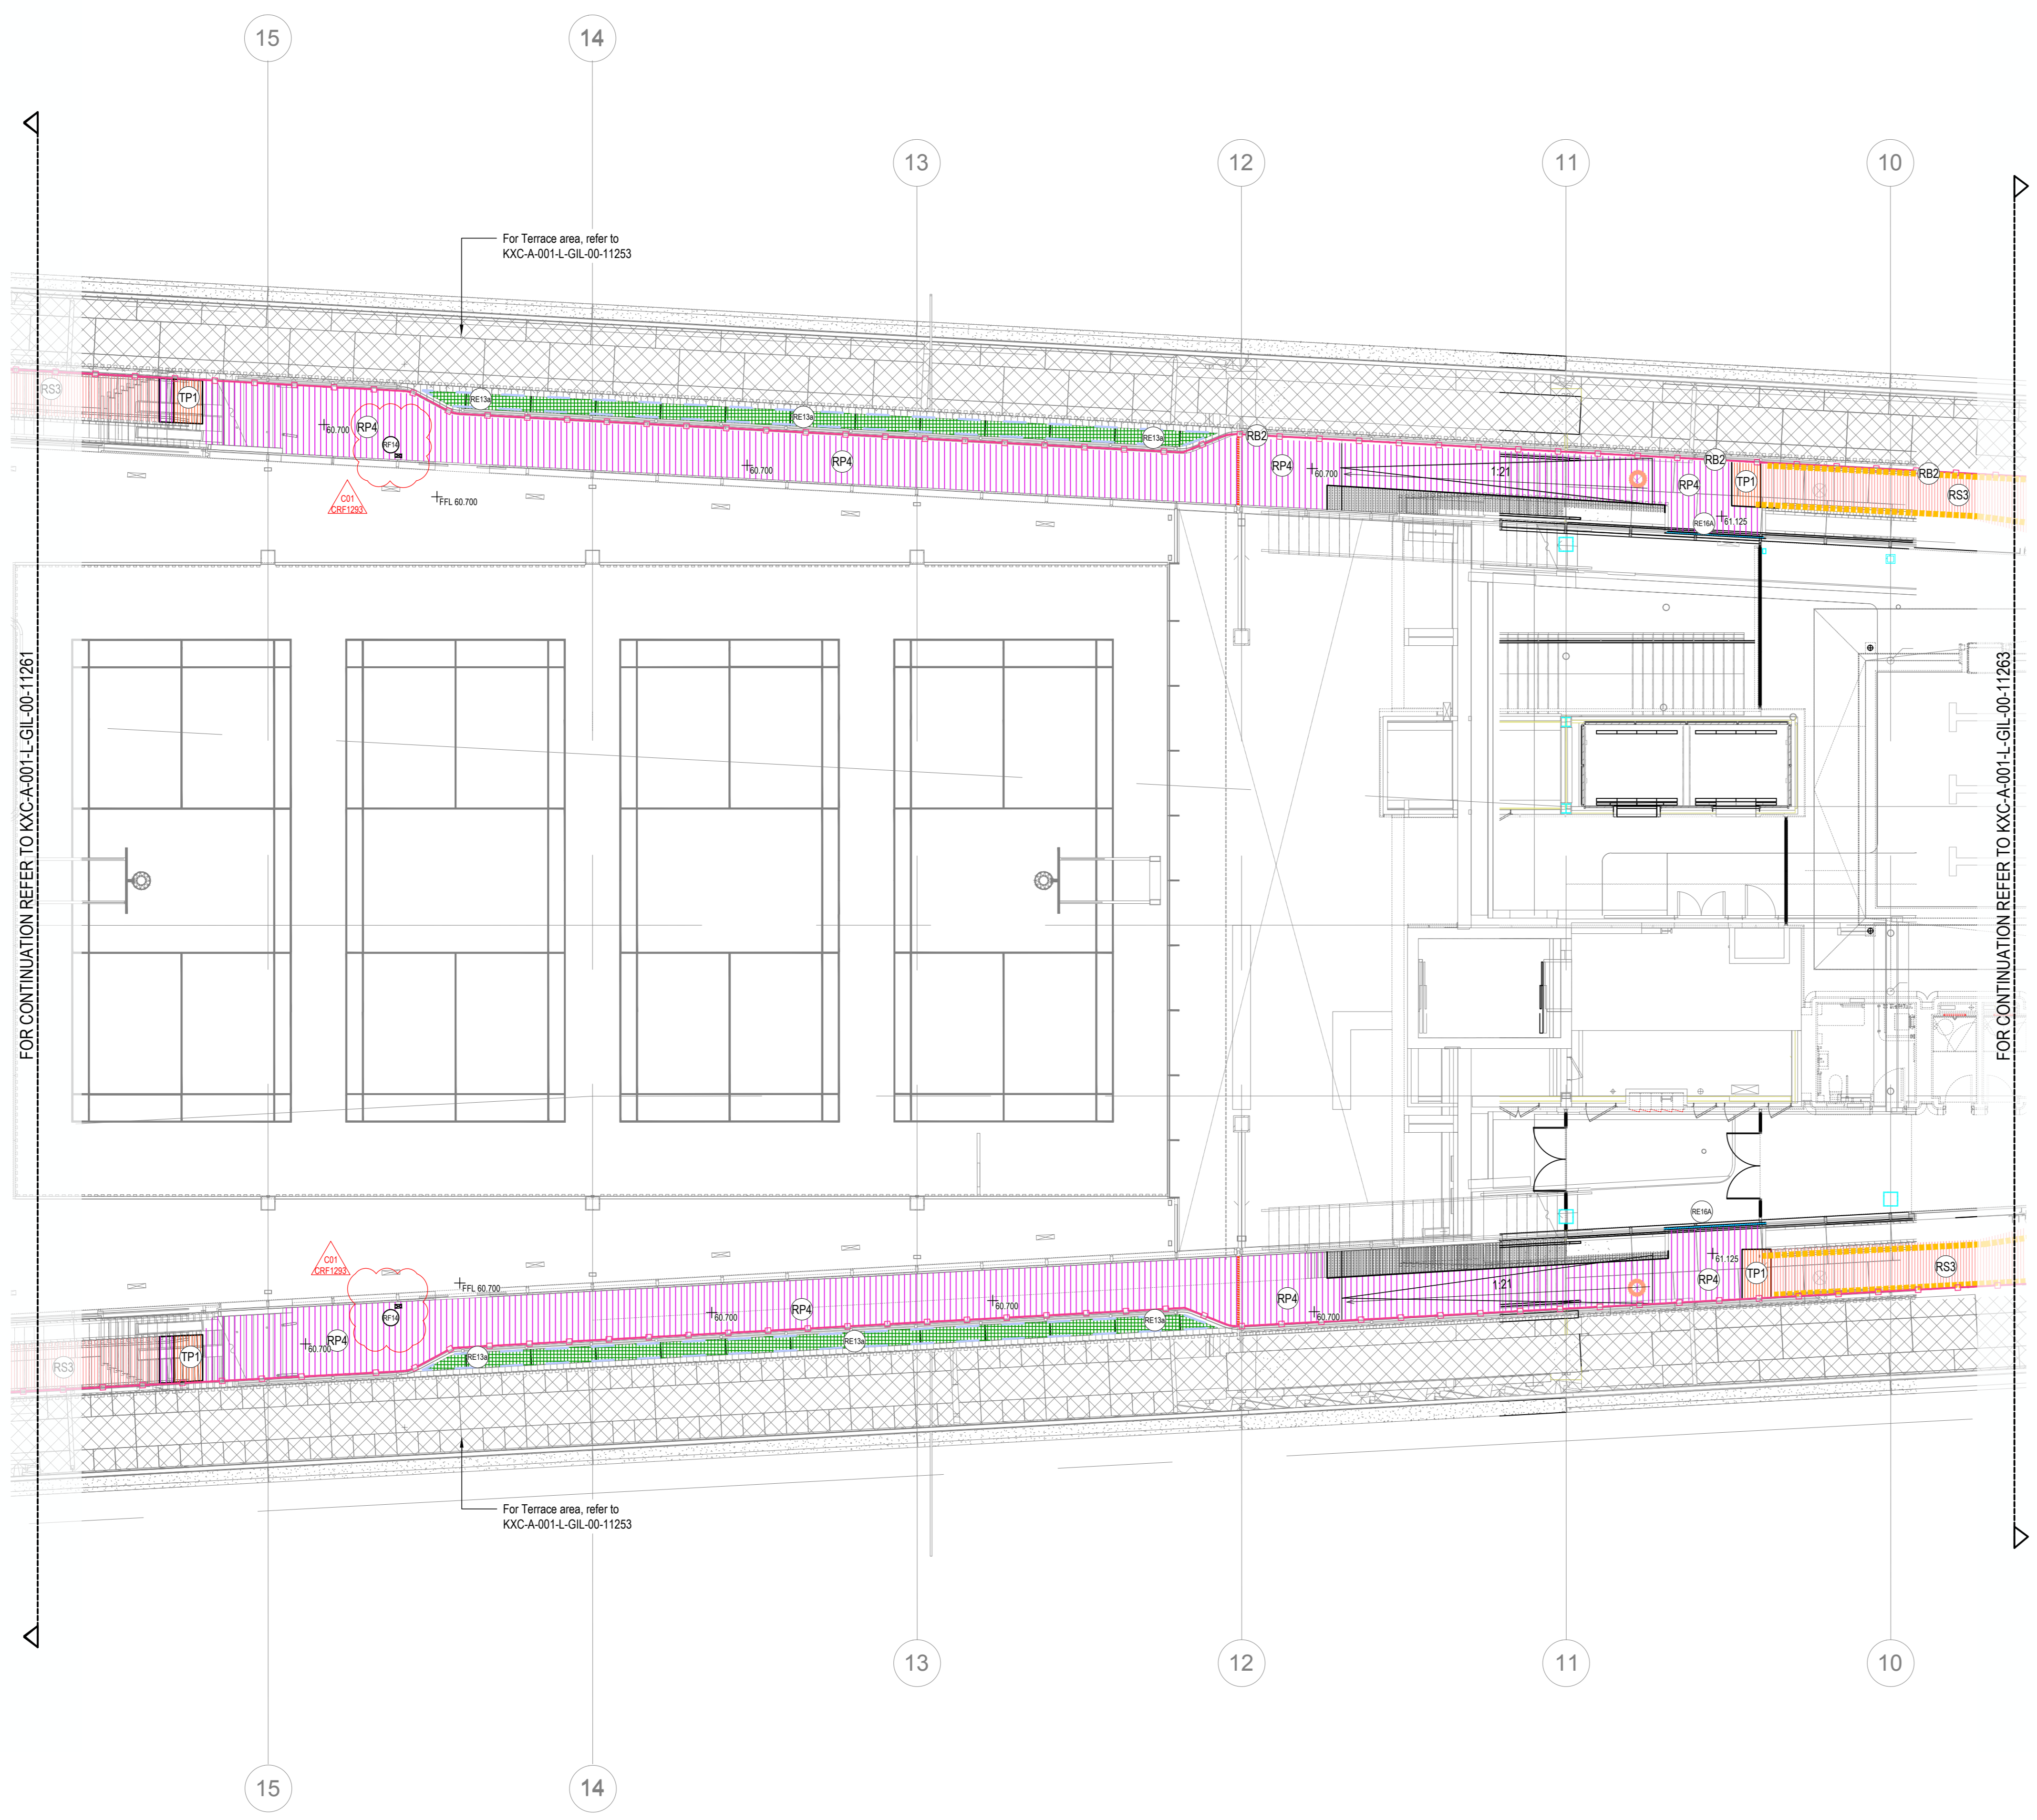 15
14
13
12
11
10
For Terrace area, refer to
KXC-A-001-L-GIL-00-11253
RS3
TP1
60.700
RP4
RF14
C01
CRF1293
FFL 60.700
RE13a
RE13a
60.700
RP4
RE13a
RB2
RP4
60.700
1:21
RB2
RP4
TP1
RE16A
61.125
RB2
RS3
FOR CONTINUATION REFER TO KXC-A-001-L-GIL-00-11261
FOR CONTINUATION REFER TO KXC-A-001-L-GIL-00-11263
RE16A
C01
CRF1293
FFL 60.700
RF14
RS3
TP1
60.700
RP4
RE13a
60.700
RP4
RE13a
60.700
RE13a
RP4
60.700
1:21
61.125
RP4
TP1
RS3
For Terrace area, refer to
KXC-A-001-L-GIL-00-11253
13
12
11
10
15
14